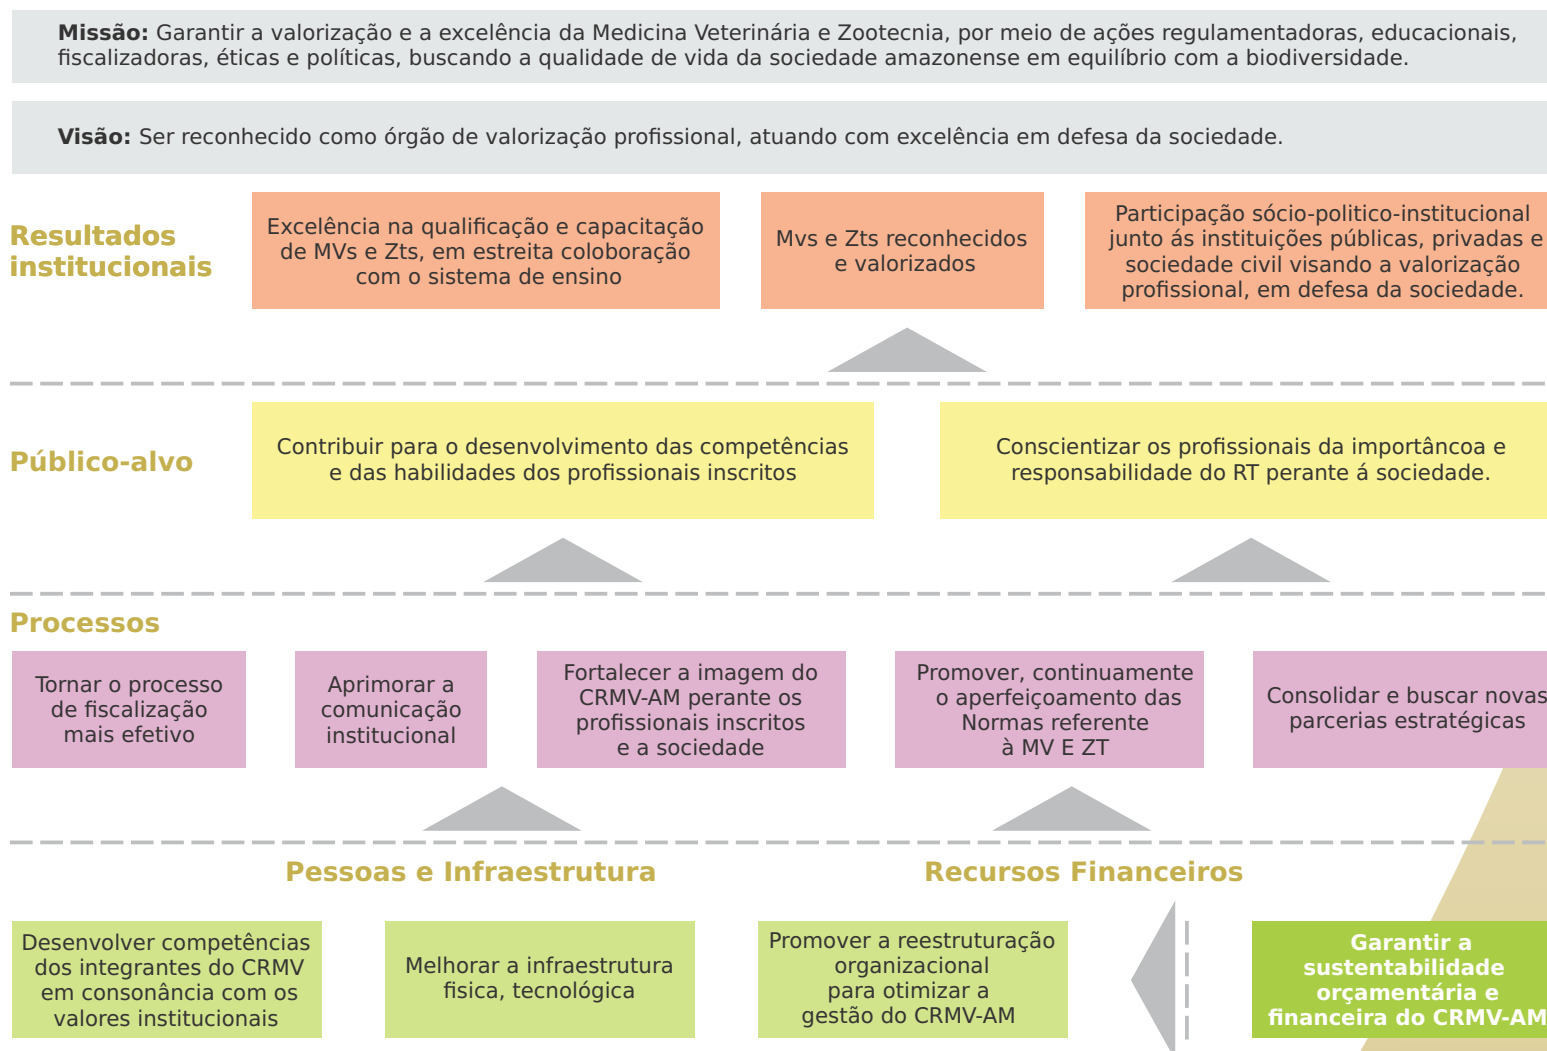 Missão: Garantir a valorização e a excelência da Medicina Veterinária e Zootecnia, por meio de ações regulamentadoras, educacionais,
fiscalizadoras, éticas e políticas, buscando a qualidade de vida da sociedade amazonense em equilíbrio com a biodiversidade.
Visão: Ser reconhecido como órgão de valorização profissional, atuando com excelência em defesa da sociedade.
Resultados
institucionais
Excelência na qualificação e capacitação
de MVs e Zts, em estreita coloboração
com o sistema de ensino
Mvs e Zts reconhecidos
e valorizados
Participação sócio-politico-institucional
junto ás instituições públicas, privadas e
sociedade civil visando a valorização
profissional, em defesa da sociedade.
Público-alvo
Contribuir para o desenvolvimento das competências
e das habilidades dos profissionais inscritos
Conscientizar os profissionais da importâncoa e
responsabilidade do RT perante á sociedade.
Processos
Tornar o processo
de fiscalização
mais efetivo
Aprimorar a
comunicação
institucional
Fortalecer a imagem do
CRMV-AM perante os
profissionais inscritos
e a sociedade
Promover, continuamente
o aperfeiçoamento das
Normas referente
à MV E ZT
Consolidar e buscar novas
parcerias estratégicas
Pessoas e Infraestrutura
Recursos Financeiros
Desenvolver competências
dos integrantes do CRMV
em consonância com os
valores institucionais
Melhorar a infraestrutura
fisica, tecnológica
Promover a reestruturação
organizacional
para otimizar a
gestão do CRMV-AM
Garantir a
sustentabilidade
orçamentária e
financeira do CRMV-AM